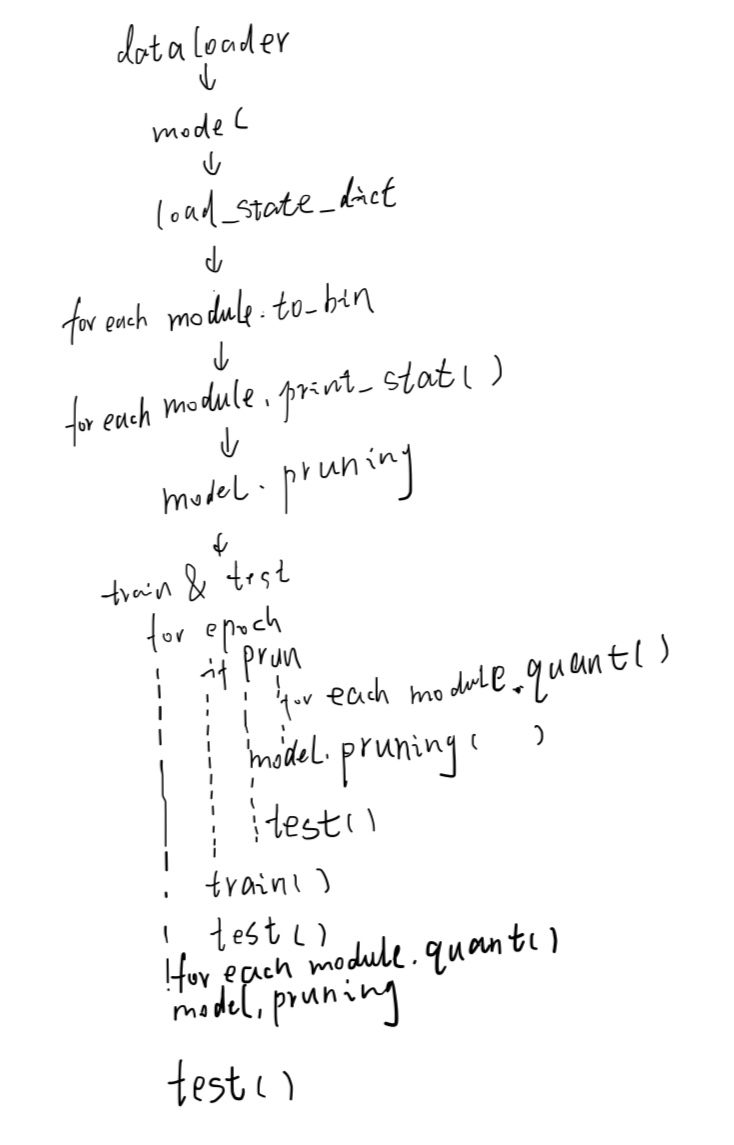 dataloader
↓
model
↓
load_state_dict
↓
for each module.to_bin
↓
for each module.print_stat()
↓
model.pruning
↓
train & test
for epoch
if prun
for each module.quant()
model.pruning( )
test()
train()
test()
for each module.quant()
model.pruning
test()